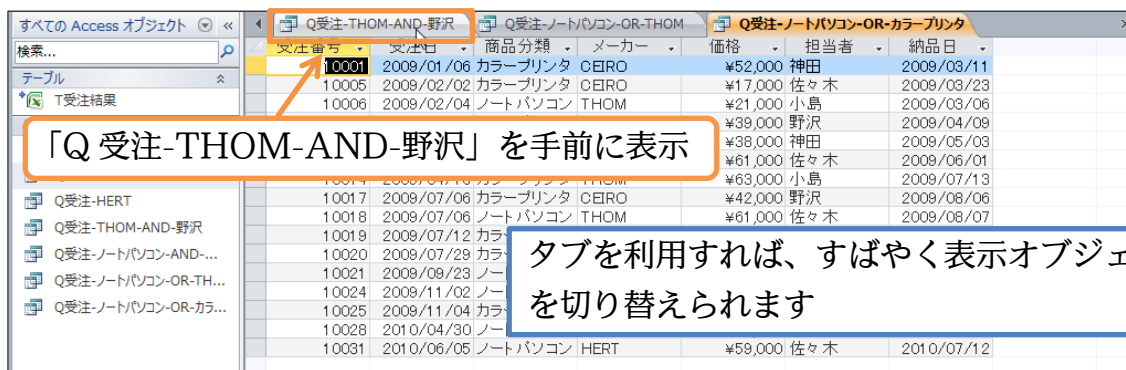 すべての Access オブジェクト
検索...
テーブル
T受注結果
Q受注-HERT
Q受注-THOM-AND-野沢
Q受注-ノートパソコン-AND-...
Q受注-ノートパソコン-OR-TH...
Q受注-ノートパソコン-OR-カラ...
Q受注-THOM-AND-野沢 Q受注-ノートパソコン-OR-THOM Q受注-ノートパソコン-OR-カラープリンタ
受注番号 受注日 商品分類 メーカー 価格 担当者 納品日
10001 2009/01/06 カラープリンタ CEIRO ¥52,000 神田 2009/03/11
10005 2009/02/02 カラープリンタ CEIRO ¥17,000 佐々木 2009/03/23
10006 2009/02/04 ノートパソコン THOM ¥21,000 小島 2009/03/06
¥39,000 野沢 2009/04/09
¥38,000 神田 2009/05/03
¥61,000 佐々木 2009/06/01
¥63,000 小島 2009/07/13
10017 2009/07/06 カラープリンタ CEIRO ¥42,000 野沢 2009/08/06
10018 2009/07/06 ノートパソコン THOM ¥61,000 佐々木 2009/08/07
10019 2009/07/12 カラ
10020 2009/07/29 カラ
10021 2009/09/23 ノー
10024 2009/11/02 ノー
10025 2009/11/04 カラ
10028 2010/04/30 ノー
10031 2010/06/05 ノートパソコン HERT ¥59,000 佐々木 2010/07/12
「Q 受注-THOM-AND-野沢」を手前に表示
タブを利用すれば、すばやく表示オブジェ
を切り替えられます